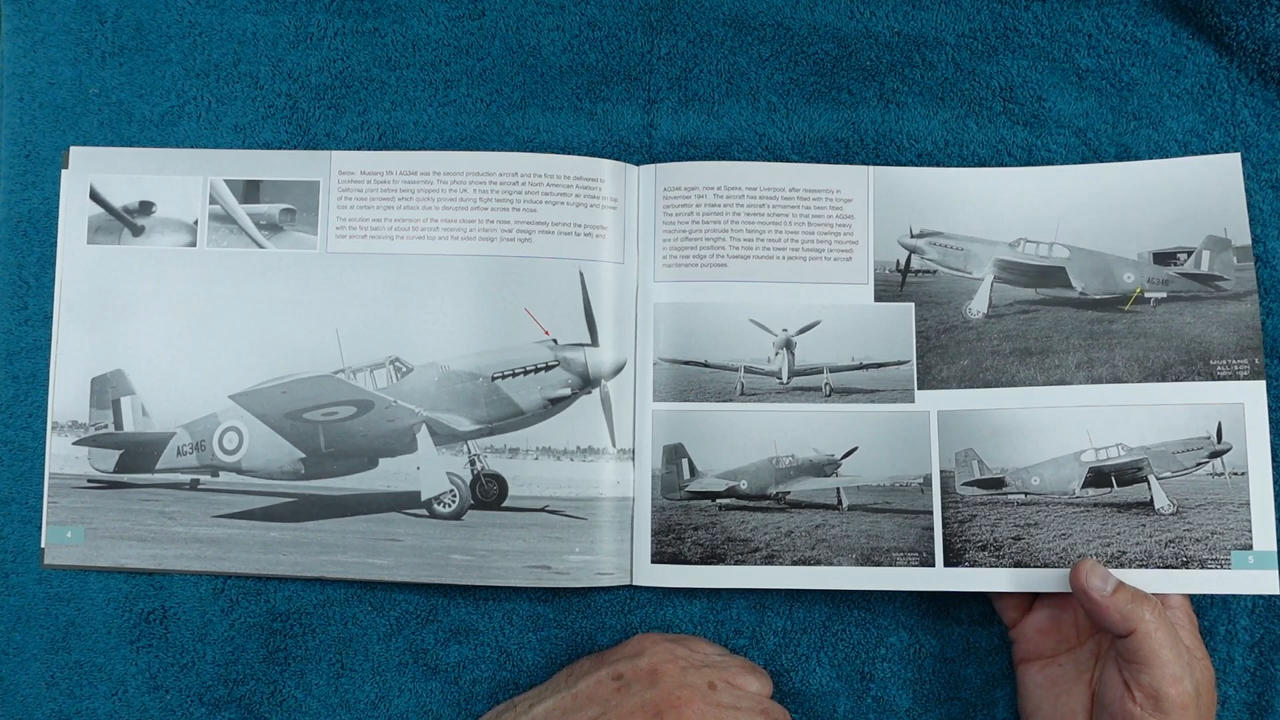 Below: Mustang Mk I AG346 was the second production aircraft and the first to be delivered to
Lockheed at Speke for reassembly. This photo shows the aircraft at North American Aviation's
California plant before being shipped to the UK. It has the original short carburettor air intake on top
of the nose (arrowed) which quickly proved during flight testing to induce engine surging and power
loss at certain angles of attack due to disrupted airflow across the nose.
The solution was the extension of the intake closer to the nose, immediately behind the propeller
with the first batch of about 50 aircraft receiving an interim 'oval' design intake (inset far left) and
later aircraft receiving the curved top and flat sided design (inset right).
AG346
4
AG346 again, now at Speke, near Liverpool, after reassembly in
November 1941. The aircraft has already been fitted with the longer
carburettor air intake and the aircraft's armament has been fitted.
The aircraft is painted in the 'reverse scheme' to that seen on AG345.
Note how the barrels of the nose-mounted 0.5 inch Browning heavy
machine-guns protrude from fairings in the lower nose cowlings and
are of different lengths. This was the result of the guns being mounted
in staggered positions. The hole in the lower rear fuselage (arrowed)
at the rear edge of the fuselage roundel is a jacking point for aircraft
maintenance purposes.
AG346
MUSTANG I
ALLISON
NOV. 1941
MUSTANG I
ALLISON
5